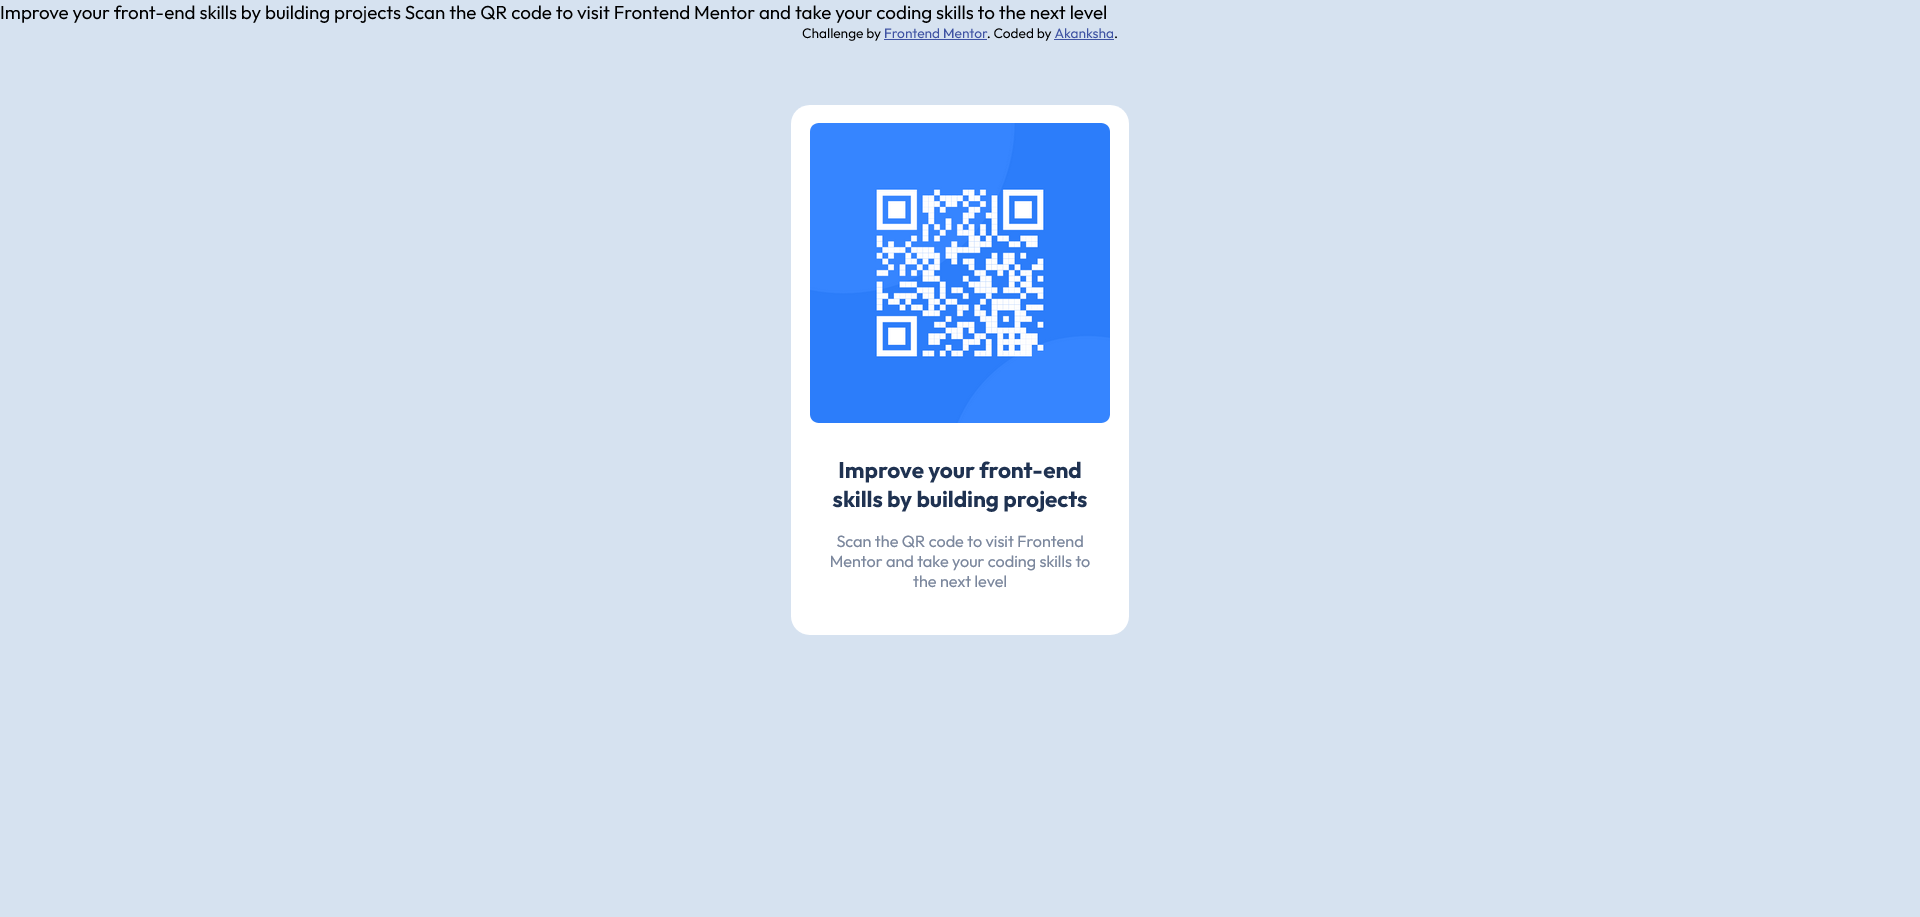 Improve your front-end skills by building projects Scan the QR code to visit Frontend Mentor and take your coding skills to the next level
Challenge by Frontend Mentor. Coded by Akanksha.
Improve your front-end
skills by building projects
Scan the QR code to visit Frontend
Mentor and take your coding skills to
the next level